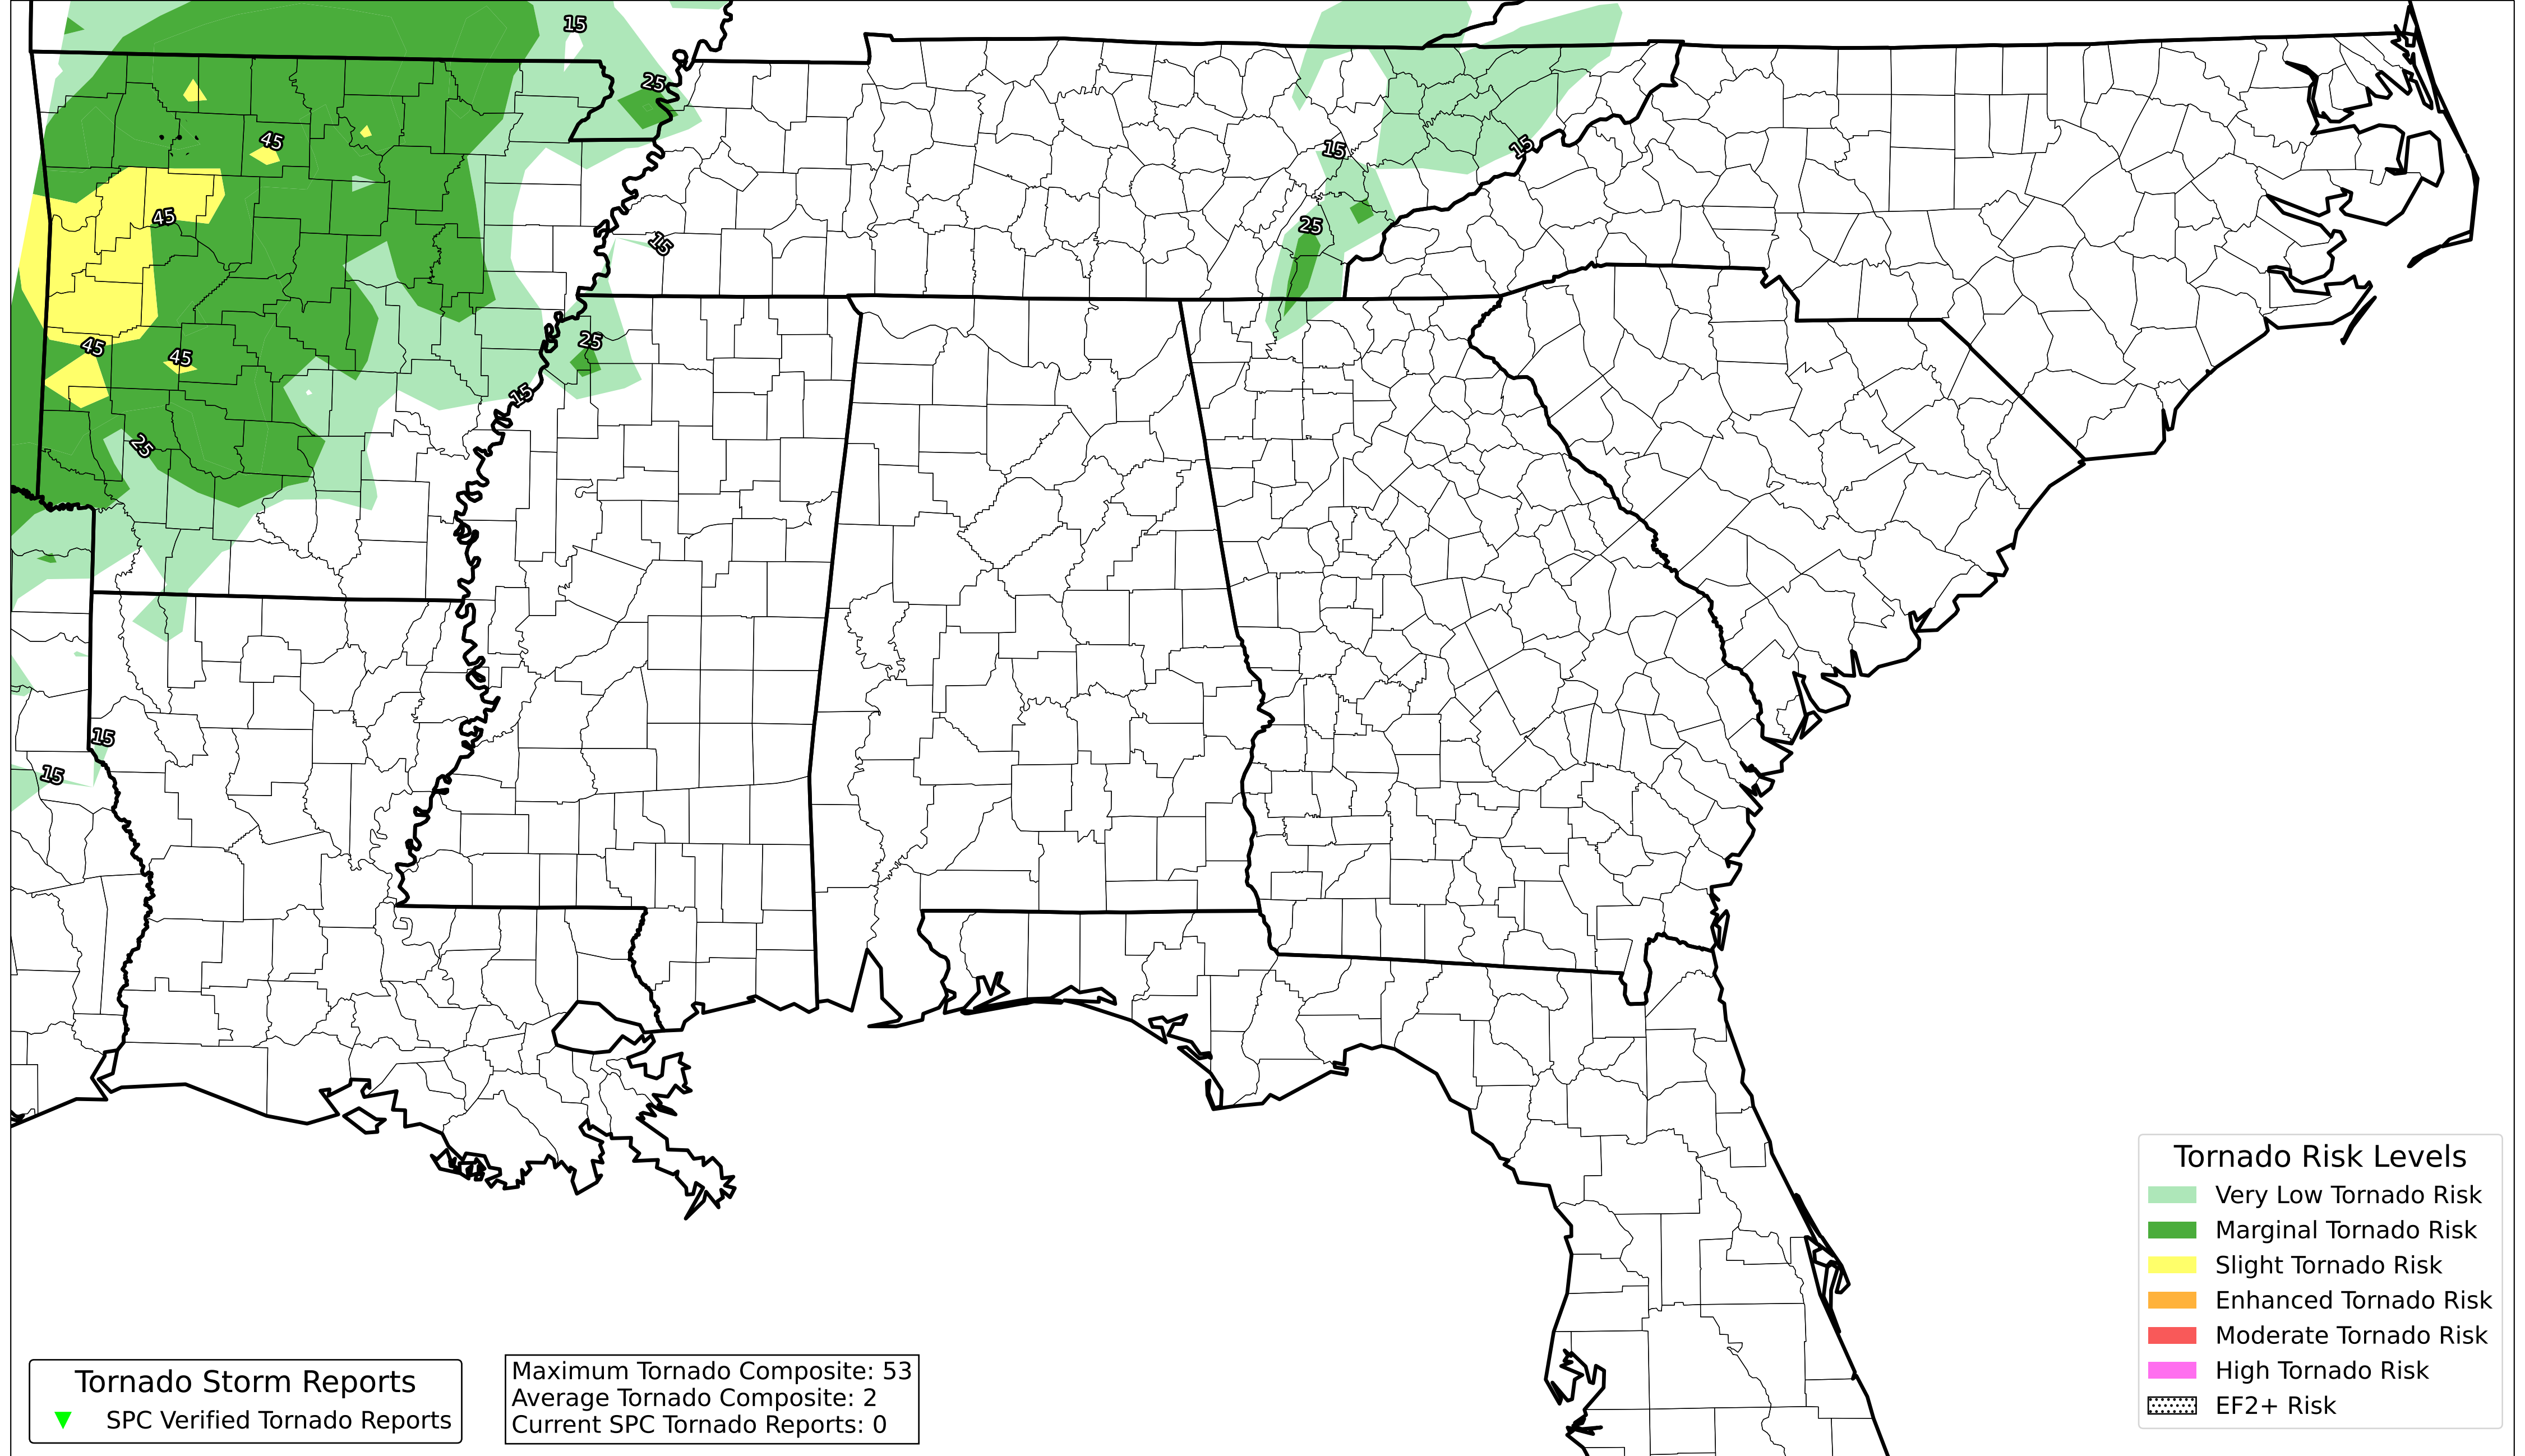 15
25
45
15
15
45
25
15
25
45
45
15
25
15
15
Tornado Risk Levels
Very Low Tornado Risk
Marginal Tornado Risk
Slight Tornado Risk
Enhanced Tornado Risk
Moderate Tornado Risk
High Tornado Risk
EF2+ Risk
Tornado Storm Reports
SPC Verified Tornado Reports
Maximum Tornado Composite: 53
Average Tornado Composite: 2
Current SPC Tornado Reports: 0